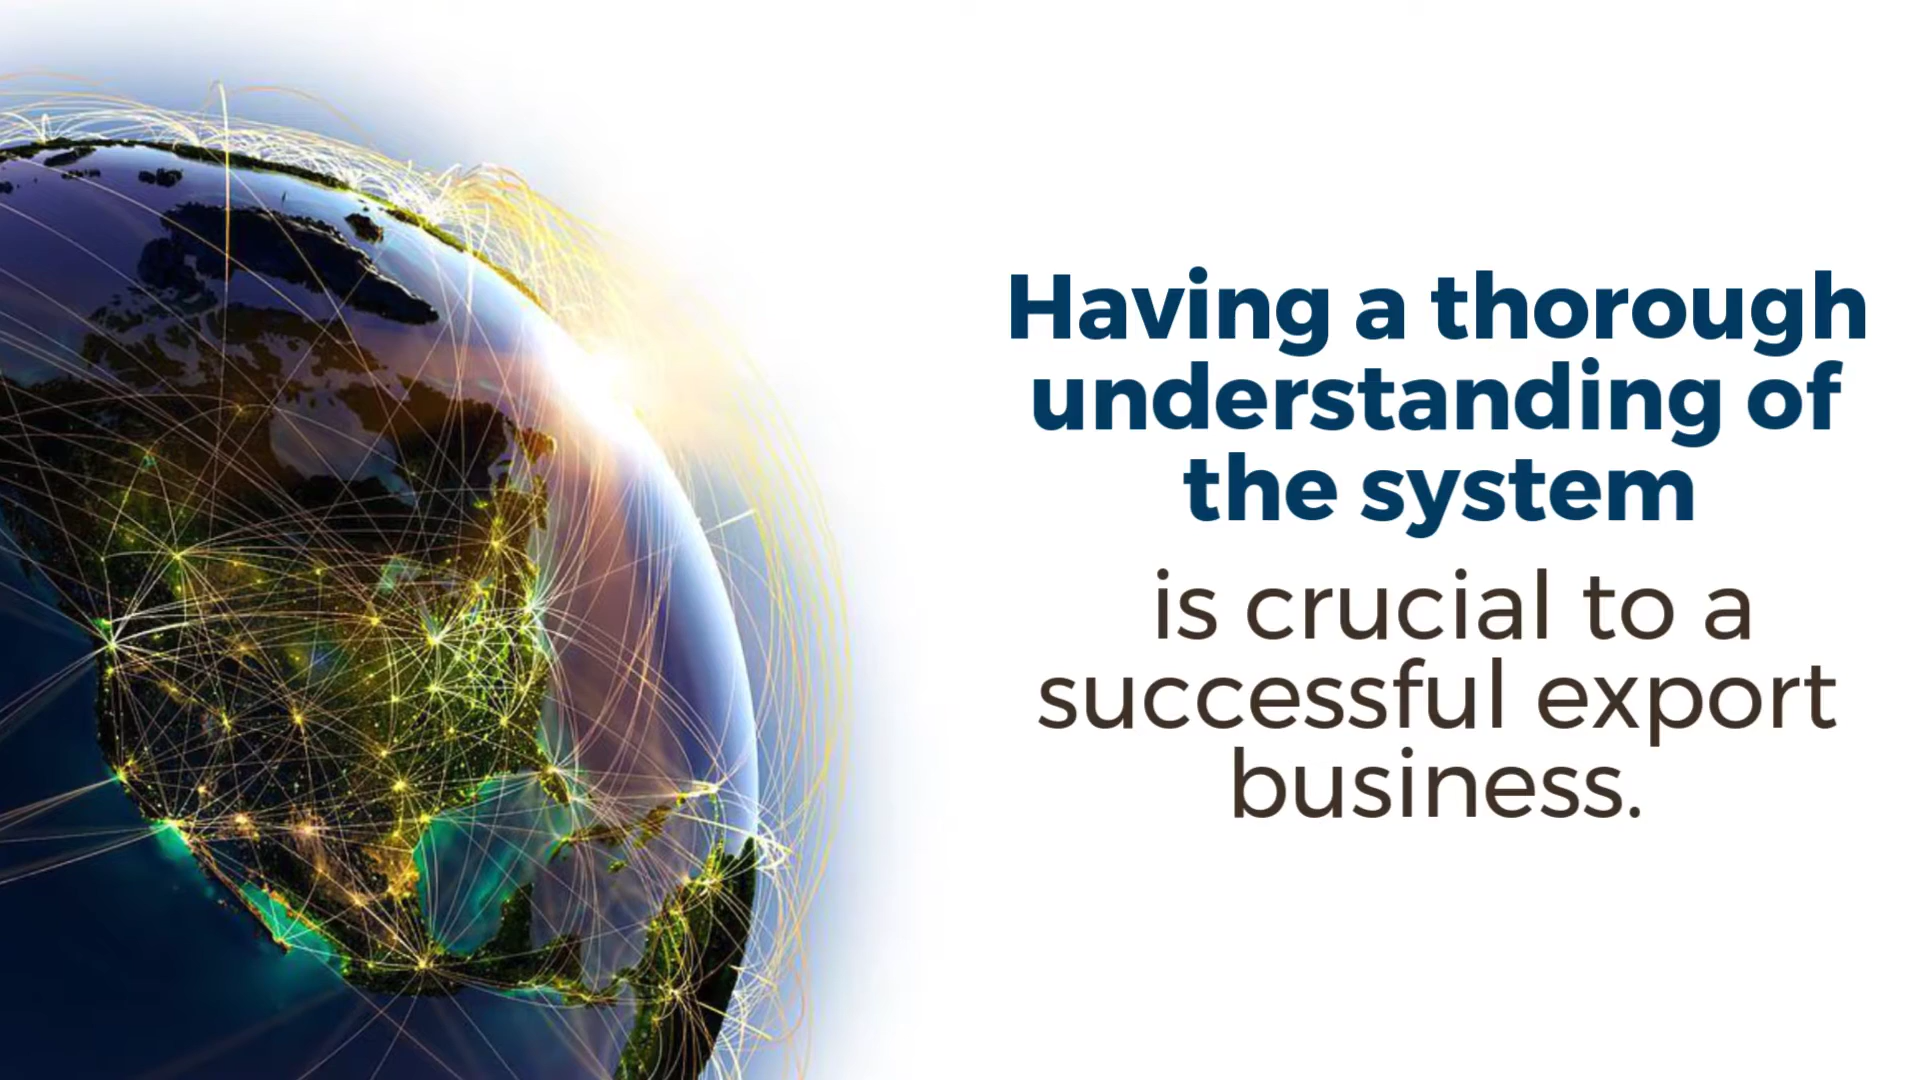 Having a thorough
understanding of
the system
is crucial to a
successful export
business.